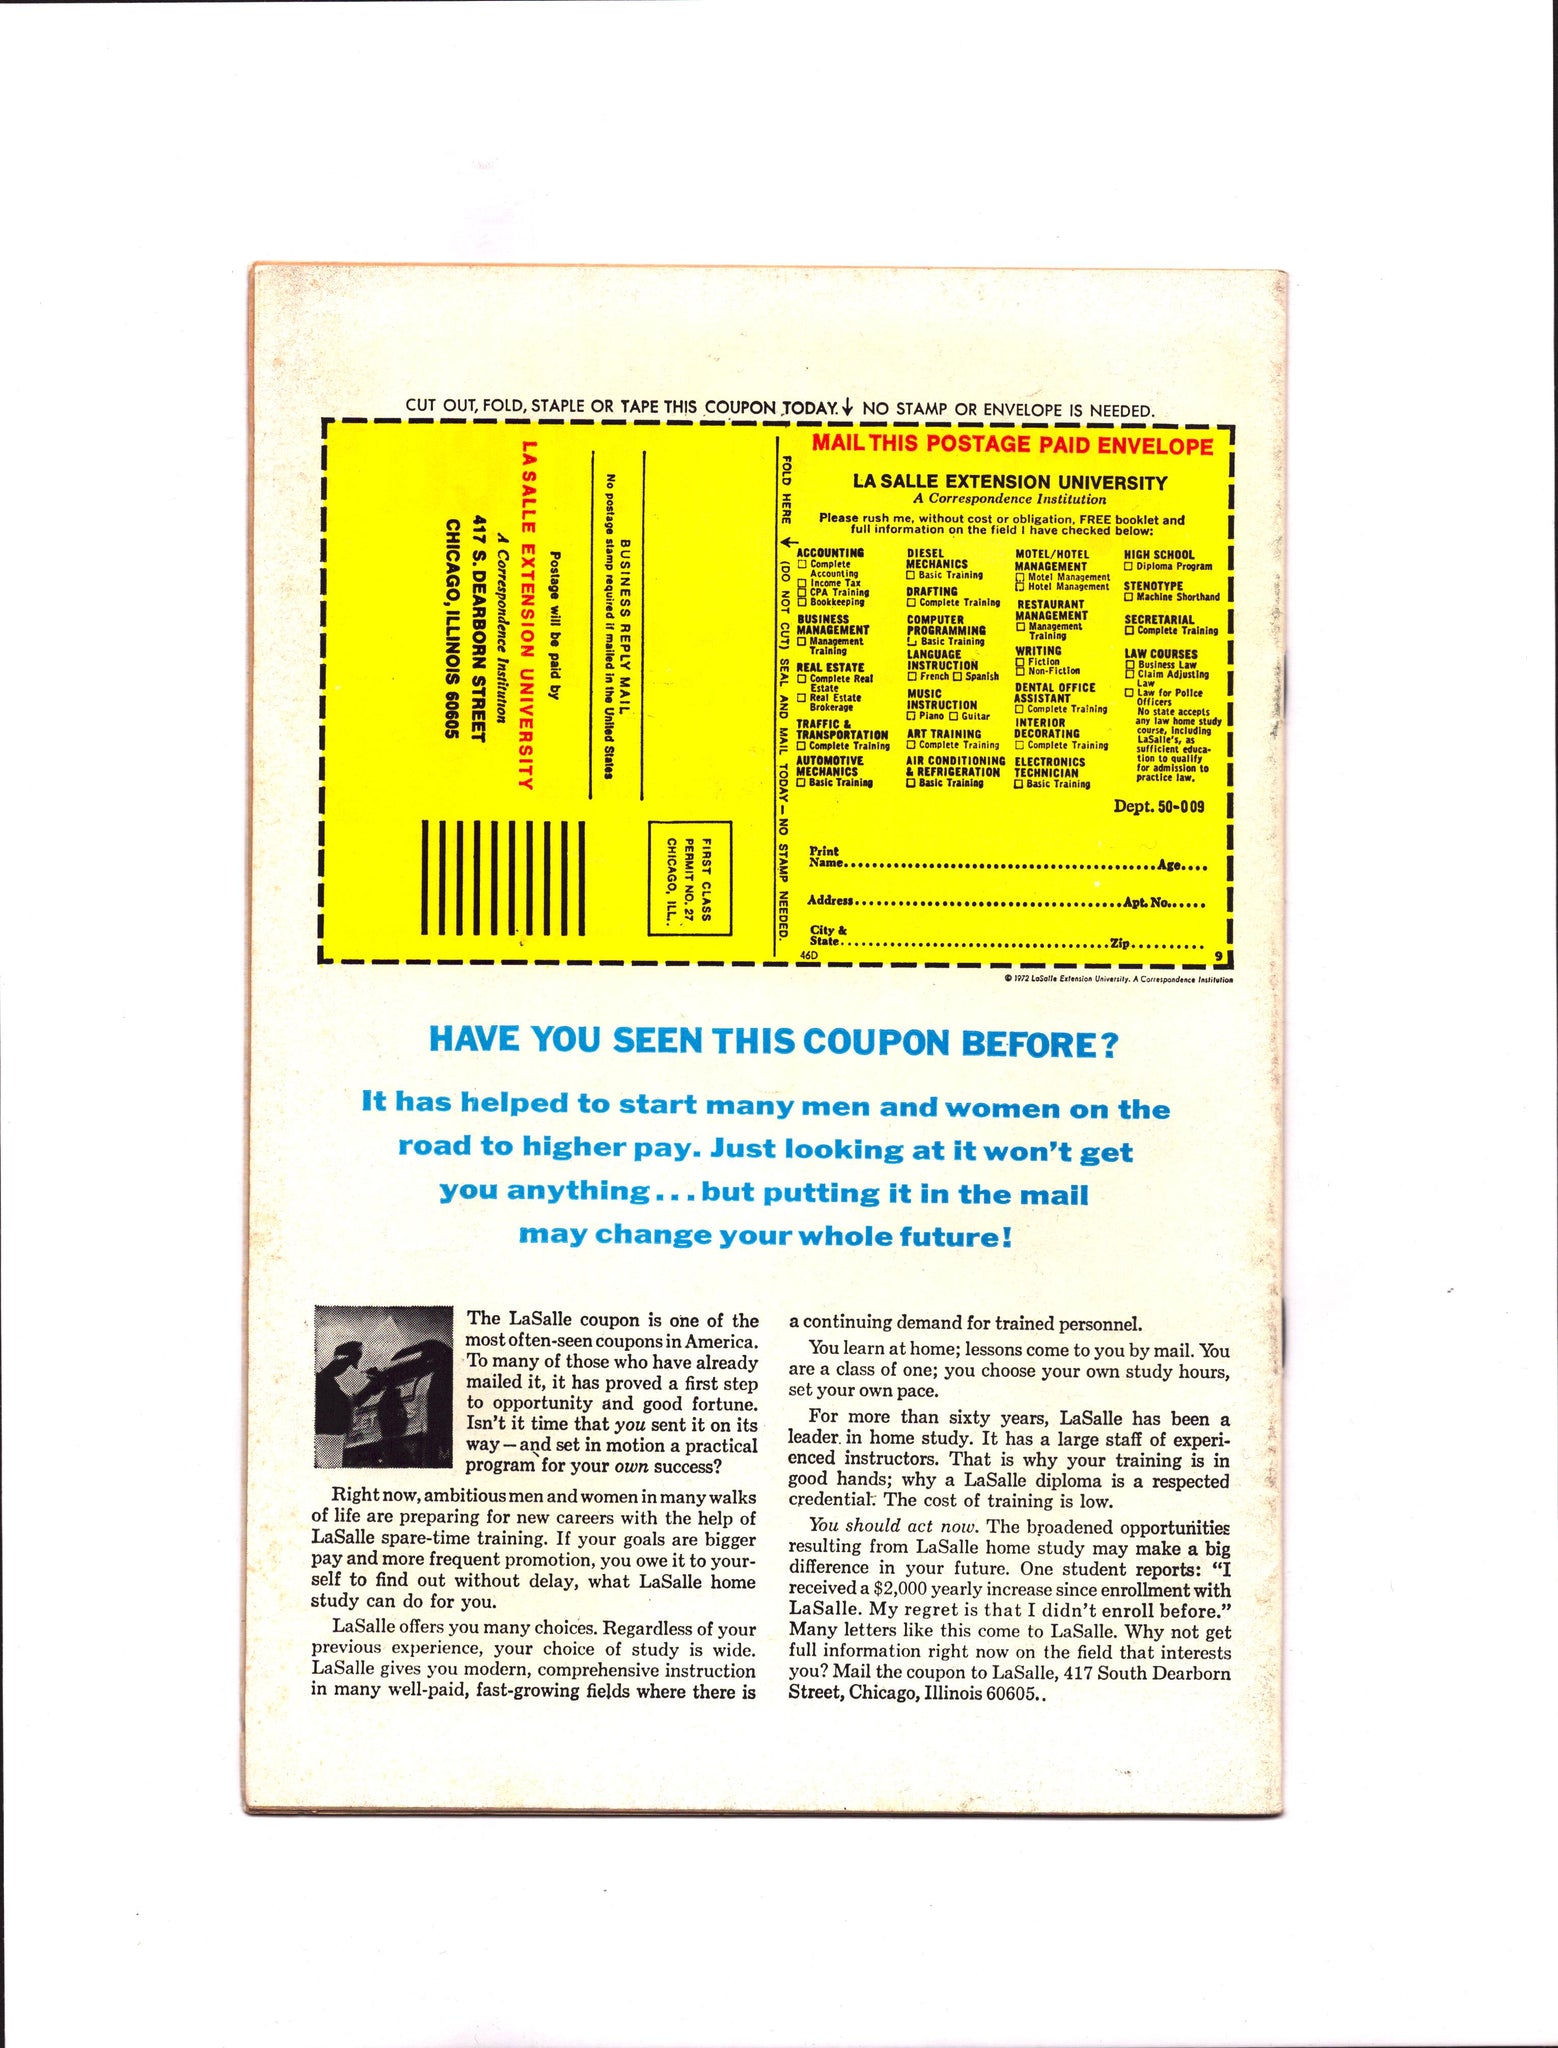 CUT OUT, FOLD, STAPLE OR TAPE THIS COUPON TODAY. ↓ NO STAMP OR ENVELOPE IS NEEDED.
LA SALLE EXTENSION UNIVERSITY
A Correspondence Institution
417 S. DEARBORN STREET
CHICAGO, ILLINOIS 60605
Postage will be paid by
BUSINESS REPLY MAIL
No postage stamp required if mailed in the United States
FIRST CLASS
PERMIT NO. 27
CHICAGO, ILL.
FOLD HERE → (DO NOT CUT) SEAL AND MAIL TODAY — NO STAMP NEEDED.
MAIL THIS POSTAGE PAID ENVELOPE
LA SALLE EXTENSION UNIVERSITY
A Correspondence Institution
Please rush me, without cost or obligation, FREE booklet and
full information on the field I have checked below:
ACCOUNTING
☐ Complete
Accounting
☐ Income Tax
☐ CPA Training
☐ Bookkeeping
BUSINESS
MANAGEMENT
☐ Management
Training
REAL ESTATE
☐ Complete Real
Estate
☐ Real Estate
Brokerage
TRAFFIC &
TRANSPORTATION
☐ Complete Training
AUTOMOTIVE
MECHANICS
☐ Basic Training
DIESEL
MECHANICS
☐ Basic Training
DRAFTING
☐ Complete Training
COMPUTER
PROGRAMMING
☐ Basic Training
LANGUAGE
INSTRUCTION
☐ French ☐ Spanish
MUSIC
INSTRUCTION
☐ Piano ☐ Guitar
ART TRAINING
☐ Complete Training
AIR CONDITIONING
& REFRIGERATION
☐ Basic Training
MOTEL/HOTEL
MANAGEMENT
☐ Motel Management
☐ Hotel Management
RESTAURANT
MANAGEMENT
☐ Management
Training
WRITING
☐ Fiction
☐ Non-Fiction
DENTAL OFFICE
ASSISTANT
☐ Complete Training
INTERIOR
DECORATING
☐ Complete Training
ELECTRONICS
TECHNICIAN
☐ Basic Training
HIGH SCHOOL
☐ Diploma Program
STENOTYPE
☐ Machine Shorthand
SECRETARIAL
☐ Complete Training
LAW COURSES
☐ Business Law
☐ Claim Adjusting
Law
☐ Law for Police
Officers
No state accepts
any law home study
course, including
LaSalle's, as
sufficient educa-
tion to qualify
for admission to
practice law.
Dept. 50-009
Print
Name.................... Age....
Address.................... Apt. No......
City &
State.................... Zip..........
46D
9
© 1972 LaSalle Extension University. A Correspondence Institution
HAVE YOU SEEN THIS COUPON BEFORE?
It has helped to start many men and women on the
road to higher pay. Just looking at it won't get
you anything...but putting it in the mail
may change your whole future!
The LaSalle coupon is one of the
most often-seen coupons in America.
To many of those who have already
mailed it, it has proved a first step
to opportunity and good fortune.
Isn't it time that you sent it on its
way—and set in motion a practical
program for your own success?
Right now, ambitious men and women in many walks
of life are preparing for new careers with the help of
LaSalle spare-time training. If your goals are bigger
pay and more frequent promotion, you owe it to your-
self to find out without delay, what LaSalle home
study can do for you.
LaSalle offers you many choices. Regardless of your
previous experience, your choice of study is wide.
LaSalle gives you modern, comprehensive instruction
in many well-paid, fast-growing fields where there is
a continuing demand for trained personnel.
You learn at home; lessons come to you by mail. You
are a class of one; you choose your own study hours,
set your own pace.
For more than sixty years, LaSalle has been a
leader in home study. It has a large staff of experi-
enced instructors. That is why your training is in
good hands; why a LaSalle diploma is a respected
credential. The cost of training is low.
You should act now. The broadened opportunities
resulting from LaSalle home study may make a big
difference in your future. One student reports: "I
received a $2,000 yearly increase since enrollment with
LaSalle. My regret is that I didn't enroll before."
Many letters like this come to LaSalle. Why not get
full information right now on the field that interests
you? Mail the coupon to LaSalle, 417 South Dearborn
Street, Chicago, Illinois 60605..